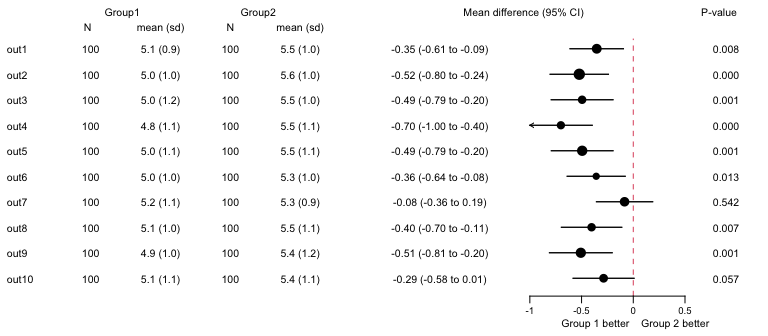 Group1 Group2 Mean difference (95% CI) P-value
N mean (sd) N mean (sd)
out1 100 5.1 (0.9) 100 5.5 (1.0) -0.35 (-0.61 to -0.09) 0.008
out2 100 5.0 (1.0) 100 5.6 (1.0) -0.52 (-0.80 to -0.24) 0.000
out3 100 5.0 (1.2) 100 5.5 (1.0) -0.49 (-0.79 to -0.20) 0.001
out4 100 4.8 (1.1) 100 5.5 (1.1) -0.70 (-1.00 to -0.40) 0.000
out5 100 5.0 (1.1) 100 5.5 (1.1) -0.49 (-0.79 to -0.20) 0.001
out6 100 5.0 (1.0) 100 5.3 (1.0) -0.36 (-0.64 to -0.08) 0.013
out7 100 5.2 (1.1) 100 5.3 (0.9) -0.08 (-0.36 to 0.19) 0.542
out8 100 5.1 (1.0) 100 5.5 (1.1) -0.40 (-0.70 to -0.11) 0.007
out9 100 4.9 (1.0) 100 5.4 (1.2) -0.51 (-0.81 to -0.20) 0.001
out10 100 5.1 (1.1) 100 5.4 (1.1) -0.29 (-0.58 to 0.01) 0.057
-1 -0.5 0 0.5
Group 1 better Group 2 better